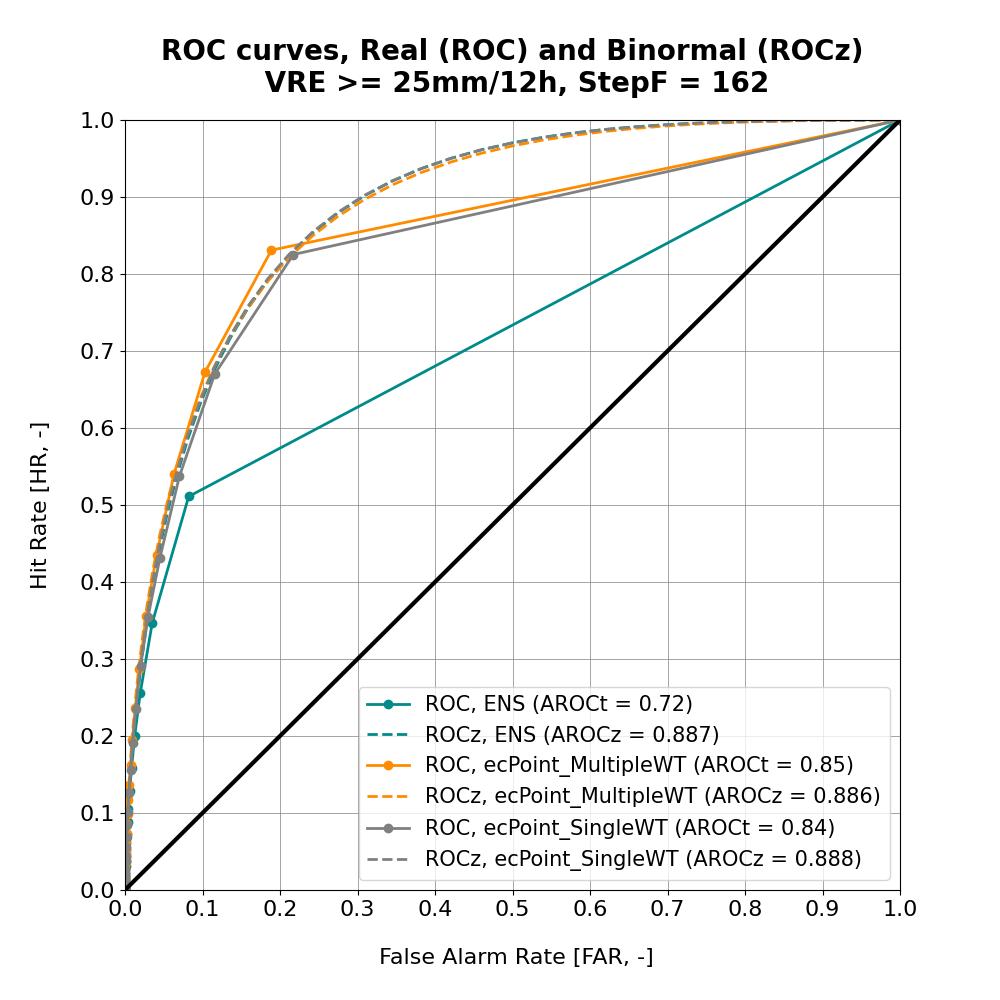 ROC curves, Real (ROC) and Binormal (ROCz)
VRE >= 25mm/12h, StepF = 162
1.0
0.9
0.8
0.7
0.6
0.5
0.4
0.3
0.2
0.1
0.0
Hit Rate [HR, -]
ROC, ENS (AROCt = 0.72)
ROCz, ENS (AROCz = 0.887)
ROC, ecPoint_MultipleWT (AROCt = 0.85)
ROCz, ecPoint_MultipleWT (AROCz = 0.886)
ROC, ecPoint_SingleWT (AROCt = 0.84)
ROCz, ecPoint_SingleWT (AROCz = 0.888)
0.0 0.1 0.2 0.3 0.4 0.5 0.6 0.7 0.8 0.9 1.0
False Alarm Rate [FAR, -]